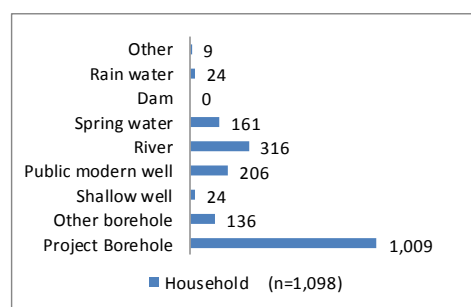 Other 9
Rain water 24
Dam 0
Spring water 161
River 316
Public modern well 206
Shallow well 24
Other borehole 136
Project Borehole 1,009
Household (n=1,098)